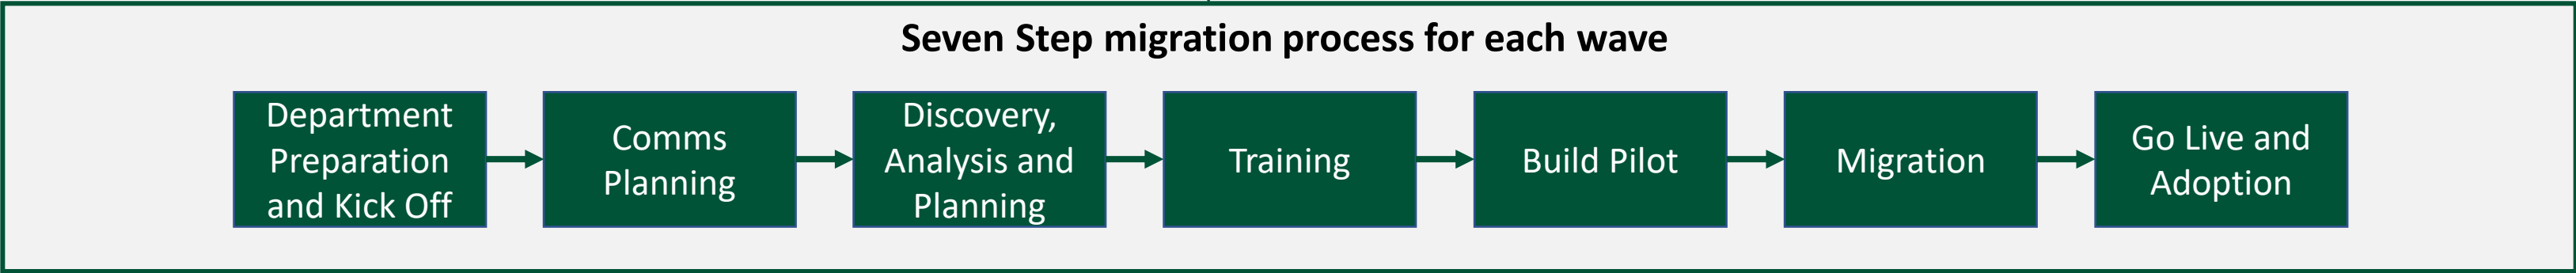 Seven Step migration process for each wave
Department
Preparation
and Kick Off
Comms
Planning
Discovery,
Analysis and
Planning
Training
Build Pilot
Migration
Go Live and
Adoption